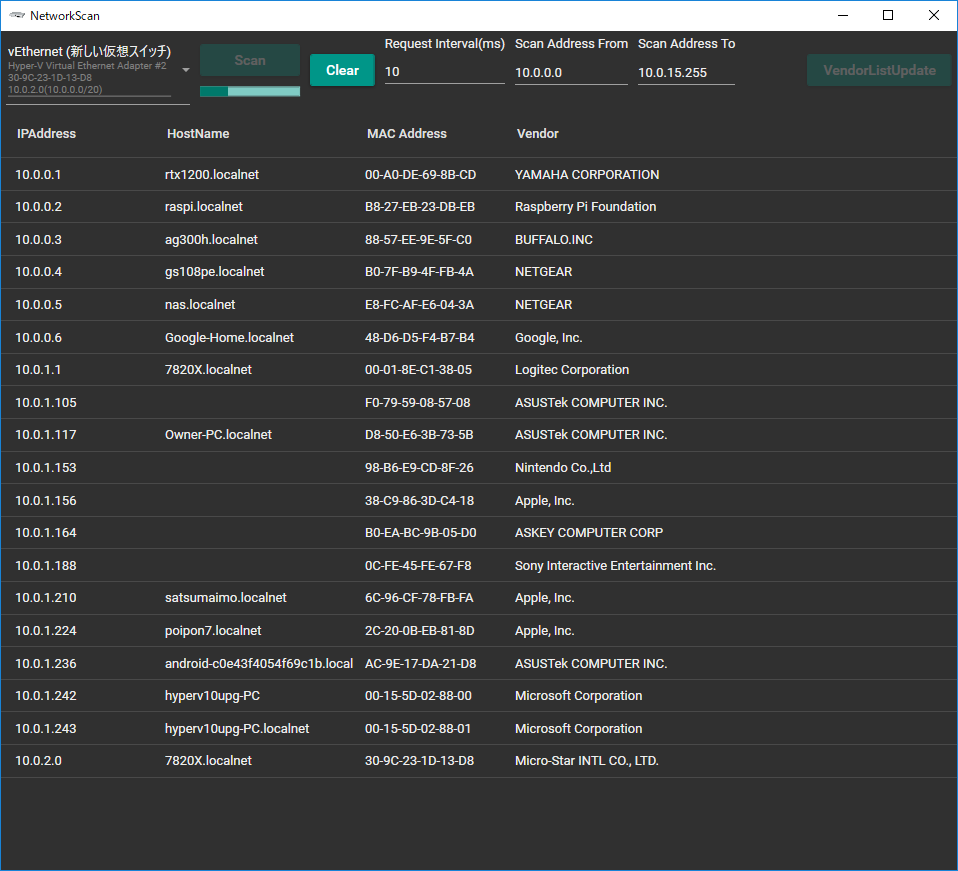 NetworkScan
vEthernet (新しい仮想スイッチ)
Hyper-V Virtual Ethernet Adapter #2
30-9C-23-1D-13-D8
10.0.2.0(10.0.0.0/20)
Scan
Clear
Request Interval(ms)
10
Scan Address From
10.0.0.0
Scan Address To
10.0.15.255
VendorListUpdate
IPAddress HostName MAC Address Vendor
10.0.0.1 rtx1200.localnet 00-A0-DE-69-8B-CD YAMAHA CORPORATION
10.0.0.2 raspi.localnet B8-27-EB-23-DB-EB Raspberry Pi Foundation
10.0.0.3 ag300h.localnet 88-57-EE-9E-5F-C0 BUFFALO.INC
10.0.0.4 gs108pe.localnet B0-7F-B9-4F-FB-4A NETGEAR
10.0.0.5 nas.localnet E8-FC-AF-E6-04-3A NETGEAR
10.0.0.6 Google-Home.localnet 48-D6-D5-F4-B7-B4 Google, Inc.
10.0.1.1 7820X.localnet 00-01-8E-C1-38-05 Logitec Corporation
10.0.1.105 F0-79-59-08-57-08 ASUSTek COMPUTER INC.
10.0.1.117 Owner-PC.localnet D8-50-E6-3B-73-5B ASUSTek COMPUTER INC.
10.0.1.153 98-B6-E9-CD-8F-26 Nintendo Co.,Ltd
10.0.1.156 38-C9-86-3D-C4-18 Apple, Inc.
10.0.1.164 B0-EA-BC-9B-05-D0 ASKEY COMPUTER CORP
10.0.1.188 0C-FE-45-FE-67-F8 Sony Interactive Entertainment Inc.
10.0.1.210 satsumaimo.localnet 6C-96-CF-78-FB-FA Apple, Inc.
10.0.1.224 poipon7.localnet 2C-20-0B-EB-81-8D Apple, Inc.
10.0.1.236 android-c0e43f4054f69c1b.local AC-9E-17-DA-21-D8 ASUSTek COMPUTER INC.
10.0.1.242 hyperv10upg-PC 00-15-5D-02-88-00 Microsoft Corporation
10.0.1.243 hyperv10upg-PC.localnet 00-15-5D-02-88-01 Microsoft Corporation
10.0.2.0 7820X.localnet 30-9C-23-1D-13-D8 Micro-Star INTL CO., LTD.